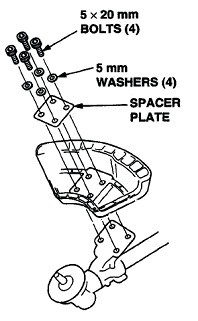 5 × 20 mm
BOLTS (4)
5 mm
WASHERS (4)
SPACER
PLATE